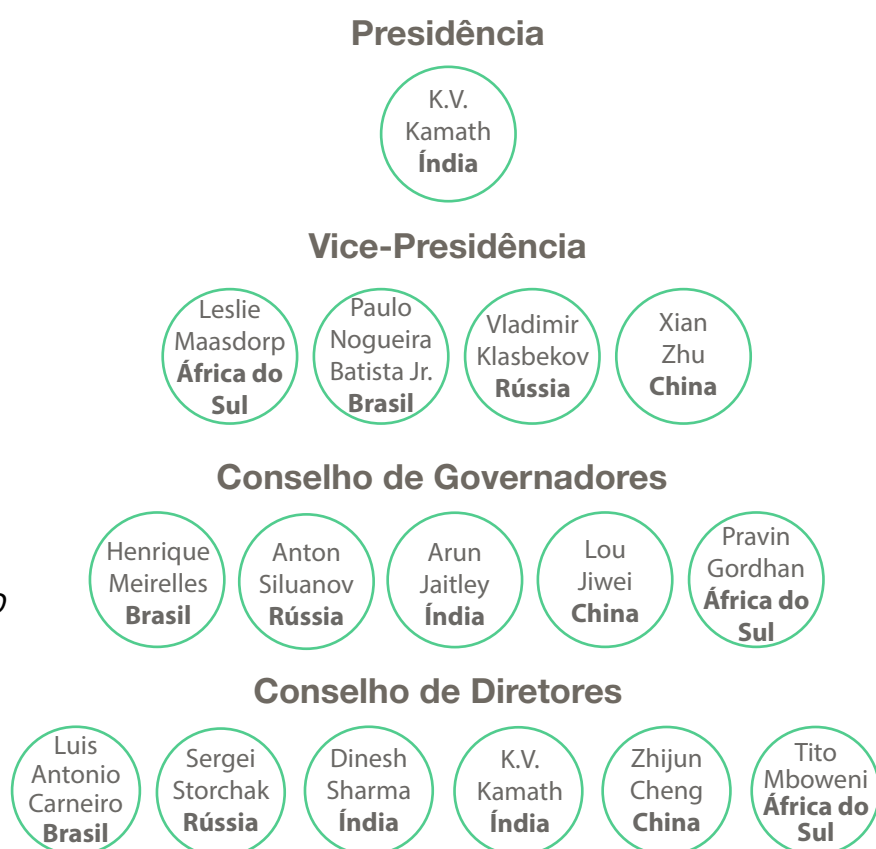 Presidência
K.V.
Kamath
Índia
Vice-Presidência
Leslie
Maasdorp
África do
Sul
Paulo
Nogueira
Batista Jr.
Brasil
Vladimir
Klasbekov
Rússia
Xian
Zhu
China
Conselho de Governadores
Henrique
Meirelles
Brasil
Anton
Siluanov
Rússia
Arun
Jaitley
Índia
Lou
Jiwei
China
Pravin
Gordhan
África do
Sul
Conselho de Diretores
Luis
Antonio
Carneiro
Brasil
Sergei
Storchak
Rússia
Dinesh
Sharma
Índia
K.V.
Kamath
Índia
Zhijun
Cheng
China
Tito
Mboweni
África do
Sul